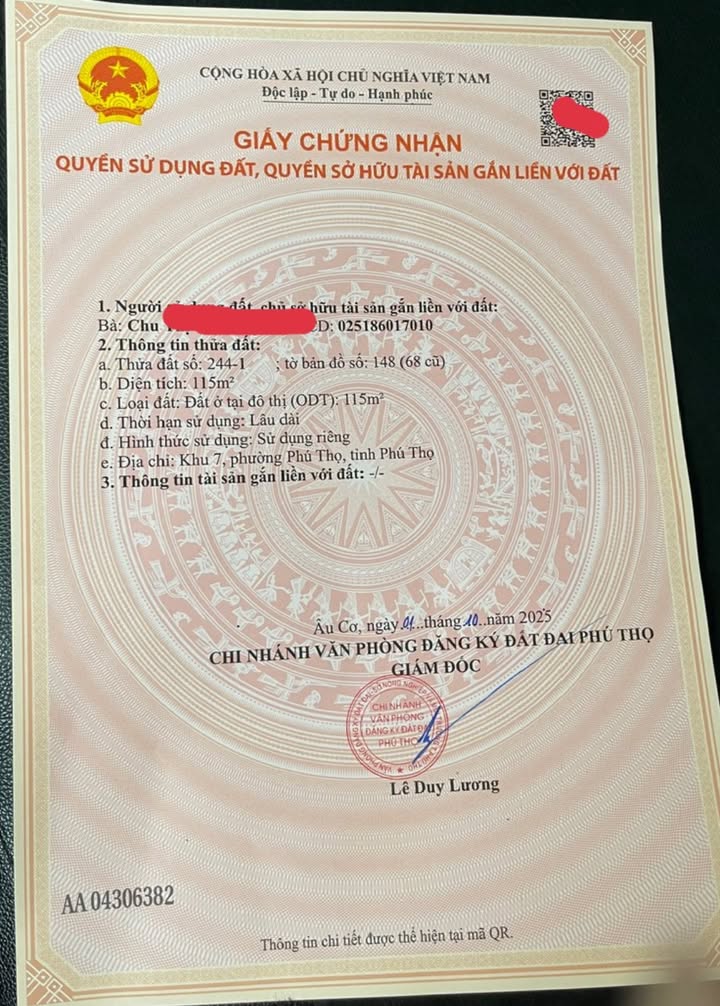 CỘNG HÒA XÃ HỘI CHỦ NGHĨA VIỆT NAM
Độc lập - Tự do - Hạnh phúc
GIẤY CHỨNG NHẬN
QUYỀN SỬ DỤNG ĐẤT, QUYỀN SỞ HỮU TÀI SẢN GẮN LIỀN VỚI ĐẤT
1. Người sử dụng đất, chủ sở hữu tài sản gắn liền với đất:
Bà: Chu D: 025186017010
2. Thông tin thửa đất:
a. Thửa đất số: 244-1 ; tờ bản đồ số: 148 (68 cũ)
b. Diện tích: 115m²
c. Loại đất: Đất ở tại đô thị (ODT): 115m²
d. Thời hạn sử dụng: Lâu dài
đ. Hình thức sử dụng: Sử dụng riêng
e. Địa chỉ: Khu 7, phường Phú Thọ, tỉnh Phú Thọ
3. Thông tin tài sản gắn liền với đất: -/-
Âu Cơ, ngày 01...tháng 10..năm 2025
CHI NHÁNH VĂN PHÒNG ĐĂNG KÝ ĐẤT ĐAI PHÚ THỌ
GIÁM ĐỐC
CHI NHÁNH
VĂN PHÒNG
ĐĂNG KÝ ĐẤT ĐAI
PHÚ THỌ
Lê Duy Lương
AA 04306382
Thông tin chi tiết được thể hiện tại mã QR.